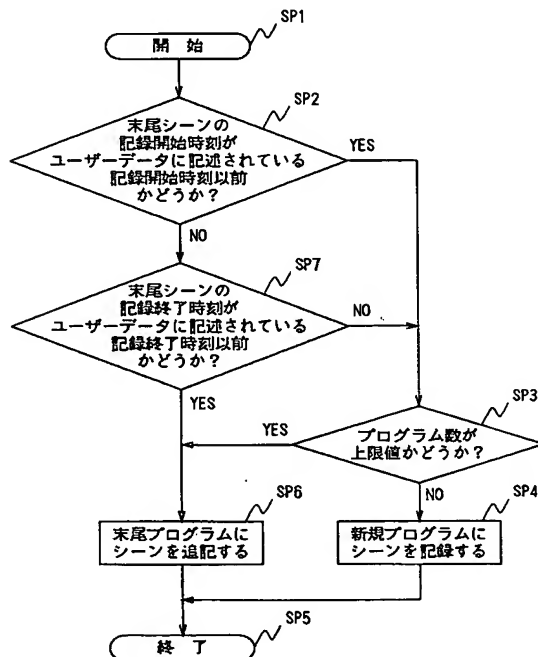 SP1
開 始
SP2
末尾シーンの
記録開始時刻が
ユーザーデータに記述されている
記録開始時刻以前
かどうか？
YES
NO
SP7
末尾シーンの
記録終了時刻が
ユーザーデータに記述されている
記録終了時刻以前
かどうか？
NO
YES
SP3
プログラム数が
上限値かどうか？
YES
NO
SP6
末尾プログラムに
シーンを追記する
SP4
新規プログラムに
シーンを記録する
SP5
終 了